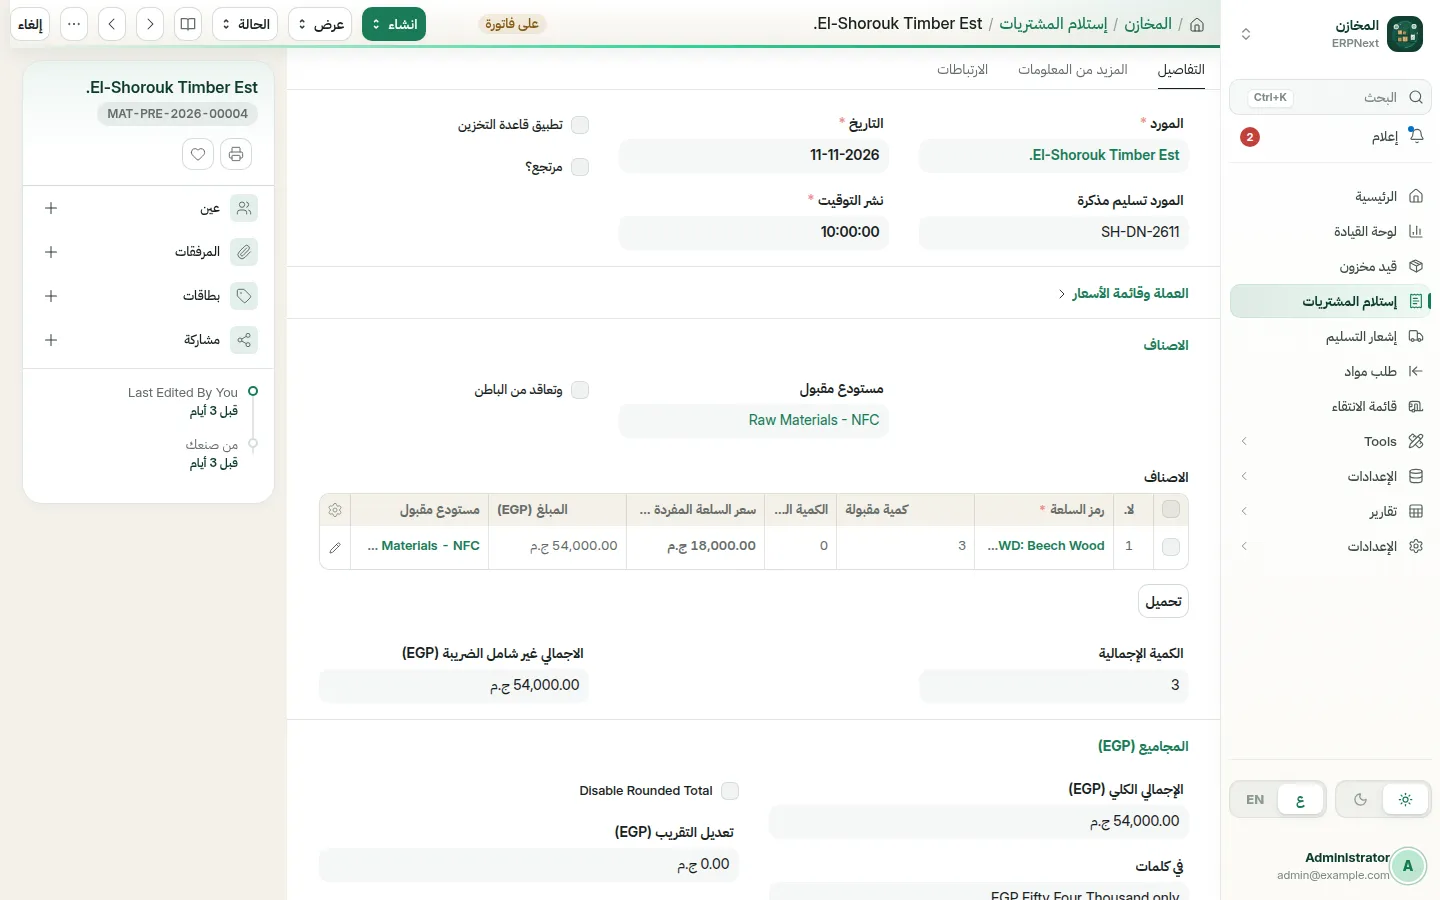 المخازن
ERPNext
البحث
Ctrl+K
إعلام
2
الرئيسية
لوحة القيادة
قيد مخزون
إستلام المشتريات
إشعار التسليم
طلب مواد
قائمة الانتقاء
Tools
الإعدادات
تقارير
الإعدادات
ع
EN
Administrator
admin@example.com
A
المخازن / إستلام المشتريات / El-Shorouk Timber Est.
على فاتورة
انشاء
عرض
الحالة
إلغاء
التفاصيل
المزيد من المعلومات
الارتباطات
المورد *
El-Shorouk Timber Est.
التاريخ *
11-11-2026
تطبيق قاعدة التخزين
مرتجع؟
المورد تسليم مذكرة
SH-DN-2611
نشر التوقيت *
10:00:00
العملة وقائمة الأسعار
الاصناف
مستودع مقبول
Raw Materials - NFC
وتعاقد من الباطن
الاصناف
لا.
رمز السلعة *
كمية مقبولة
الكمية الـ...
سعر السلعة المفردة ...
المبلغ (EGP)
مستودع مقبول
1
WD: Beech Wood...
3
0
18,000.00 ج.م
54,000.00 ج.م
Materials - NFC ...
تحميل
الكمية الإجمالية
3
الاجمالي غير شامل الضريبة (EGP)
54,000.00 ج.م
المجاميع (EGP)
الإجمالي الكلي (EGP)
54,000.00 ج.م
Disable Rounded Total
تعديل التقريب (EGP)
0.00 ج.م
في كلمات
EGP Fifty Four Thousand only.
El-Shorouk Timber Est.
MAT-PRE-2026-00004
عين
المرفقات
بطاقات
مشاركة
Last Edited By You
قبل 3 أيام
من صنعك
قبل 3 أيام